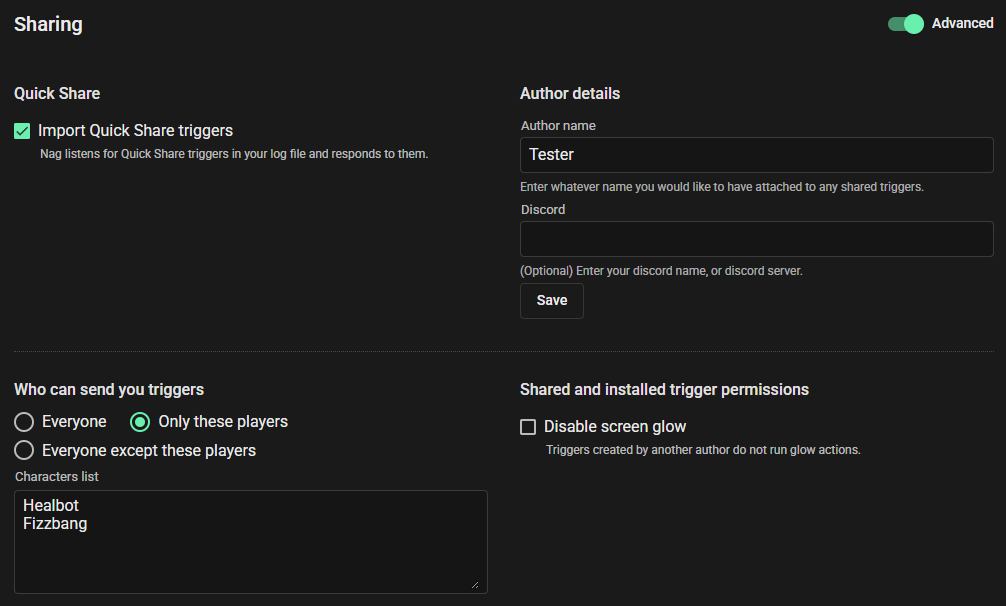 Sharing
Advanced
Quick Share
Import Quick Share triggers
Nag listens for Quick Share triggers in your log file and responds to them.
Author details
Author name
Tester
Enter whatever name you would like to have attached to any shared triggers.
Discord
(Optional) Enter your discord name, or discord server.
Save
Who can send you triggers
Everyone
Only these players
Everyone except these players
Characters list
Healbot
Fizzbang
Shared and installed trigger permissions
Disable screen glow
Triggers created by another author do not run glow actions.